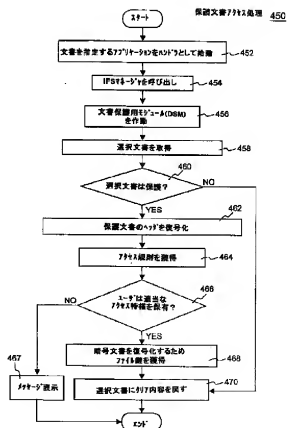 保護文書アクセス処理 450
スタート
文書を指定するアプリケーションをハンドラとして始動
452
IFSマネージャを呼び出し
454
文書保護用モジュール(DSM)
を作動
456
選択文書を取得
458
460
選択文書は保護?
NO
YES
462
保護文書のヘッダを復号化
アクセス規則を獲得
464
466
ユーザは適当な
アクセス特権を保有?
NO
YES
467
メッセージ表示
暗号文書を復号化するため
ファイル鍵を獲得
468
選択文書にクリア内容を戻す
470
エンド